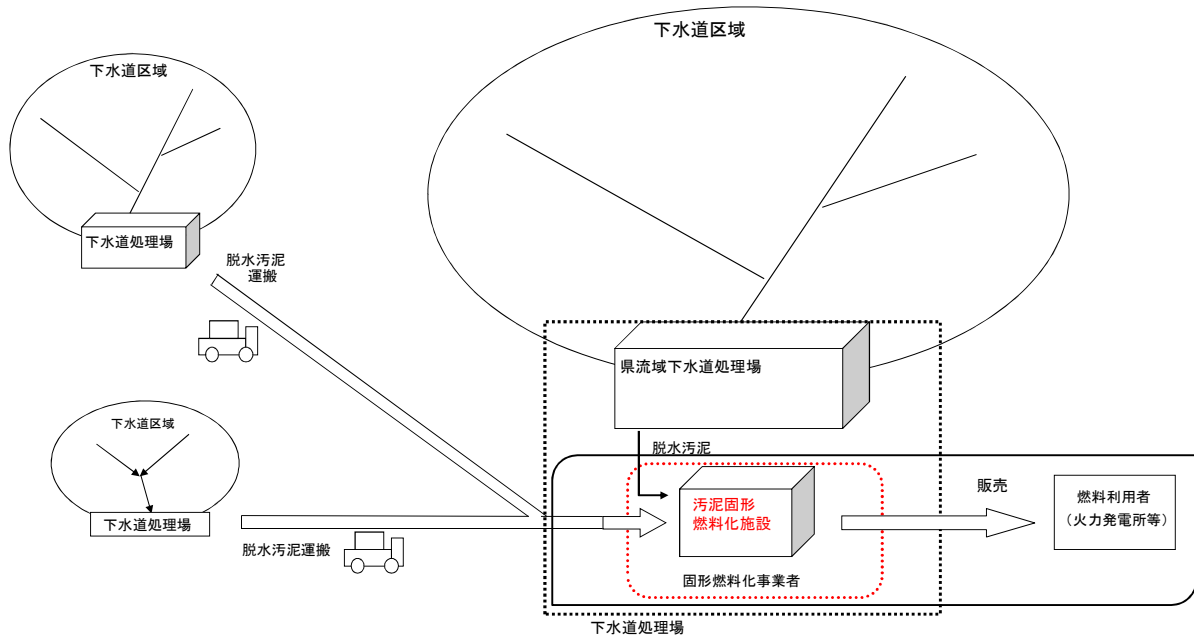 下水道区域
下水道区域
下水道処理場
脱水汚泥
運搬
県流域下水道処理場
下水道区域
脱水汚泥
販売
燃料利用者
（火力発電所等）
汚泥固形
燃料化施設
下水道処理場
脱水汚泥運搬
固形燃料化事業者
下水道処理場